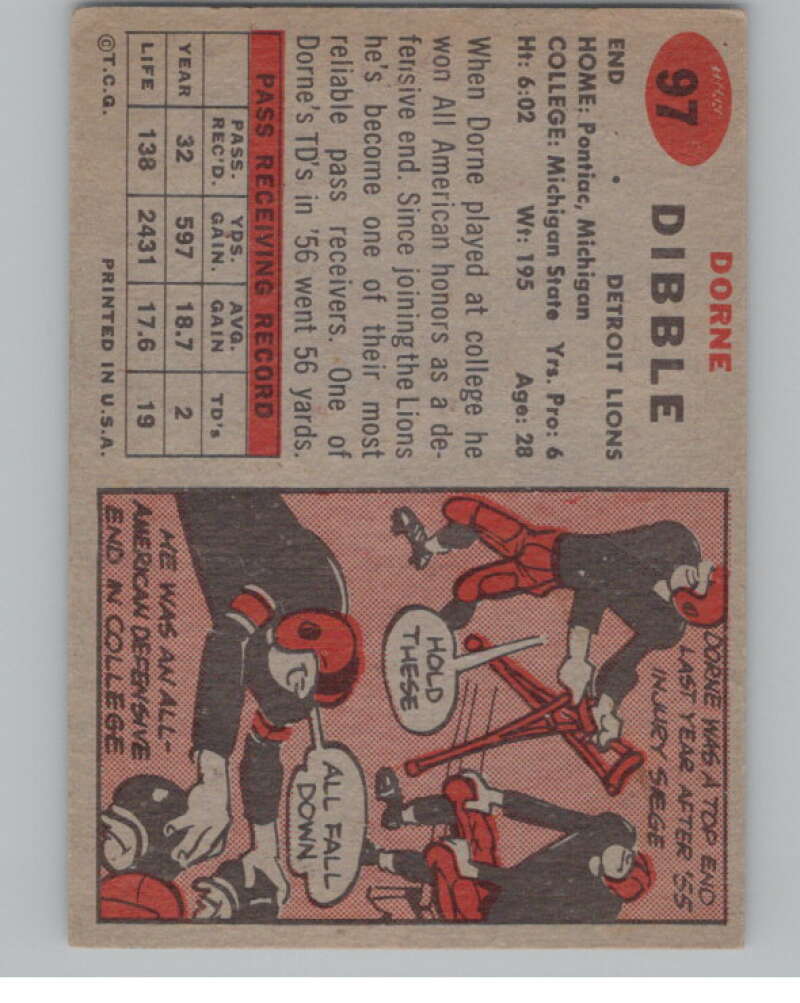 97
DORNE
DIBBLE
END DETROIT LIONS
HOME: Pontiac, Michigan
COLLEGE: Michigan State Yrs. Pro: 6
Ht: 6:02 Wt: 195 Age: 28
When Dorne played at college he
won All American honors as a de-
fensive end. Since joining the Lions
he's become one of their most
reliable pass receivers. One of
Dorne's TD's in '56 went 56 yards.
PASS RECEIVING RECORD
PASS. YDS. AVG.
REC'D. GAIN. GAIN TD's
YEAR 32 597 18.7 2
LIFE 138 2431 17.6 19
©T.C.G. PRINTED IN U.S.A.
DORNE WAS A TOP END
LAST YEAR AFTER '55
INJURY SIEGE
HOLD
THESE
ALL FALL
DOWN
HE WAS AN ALL-
AMERICAN DEFENSIVE
END IN COLLEGE